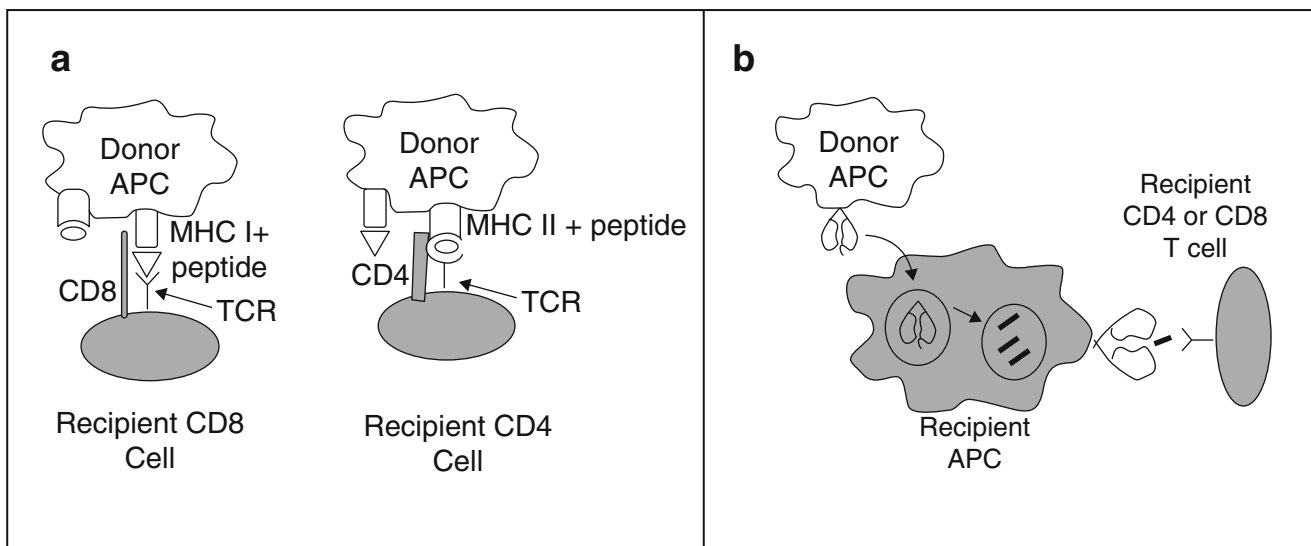 a
Donor
APC
MHC I+
peptide
CD8
TCR
Recipient CD8
Cell
Donor
APC
MHC II + peptide
CD4
TCR
Recipient CD4
Cell
b
Donor
APC
Recipient
CD4 or CD8
T cell
Recipient
APC